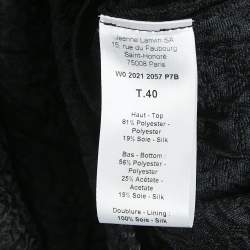 Jeanne Lanvin SA
15, rue du Faubourg
Saint-Honoré
75008 Paris
W0 2021 2057 P7B
T.40
Haut - Top
81% Polyester -
Polyester
19% Soie - Silk
Bas - Bottom :
56% Polyester -
Polyester
25% Acétate -
Acetate
19% Soie - Silk
Doublure - Lining :
100% Soie - Silk